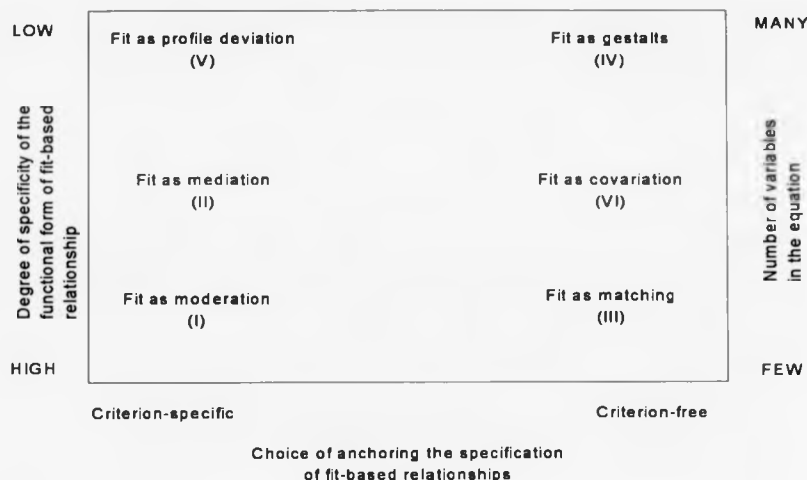 LOW
MANY
Fit as profile deviation
(V)
Fit as gestalts
(IV)
Degree of specificity of the
functional form of fit-based
relationship
Fit as mediation
(II)
Fit as covariation
(VI)
Number of variables
in the equation
Fit as moderation
(I)
Fit as matching
(III)
HIGH
FEW
Criterion-specific
Criterion-free
Choice of anchoring the specification
of fit-based relationships